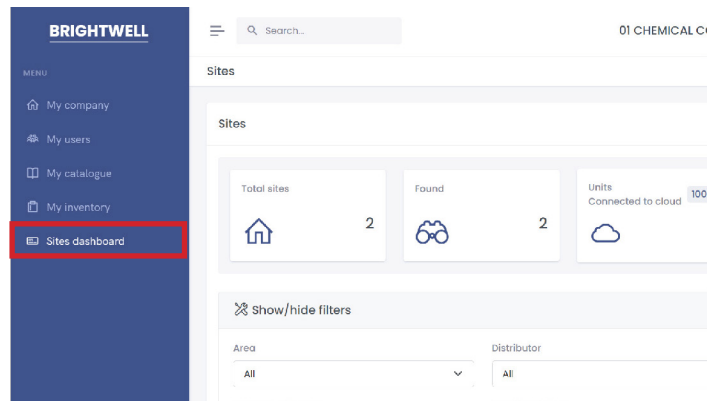 BRIGHTWELL
MENU
My company
My users
My catalogue
My inventory
Sites dashboard
Search...
01 CHEMICAL
Sites
Sites
Total sites
2
Found
2
Units
Connected to cloud
100
Show/hide filters
Area
All
Distributor
All